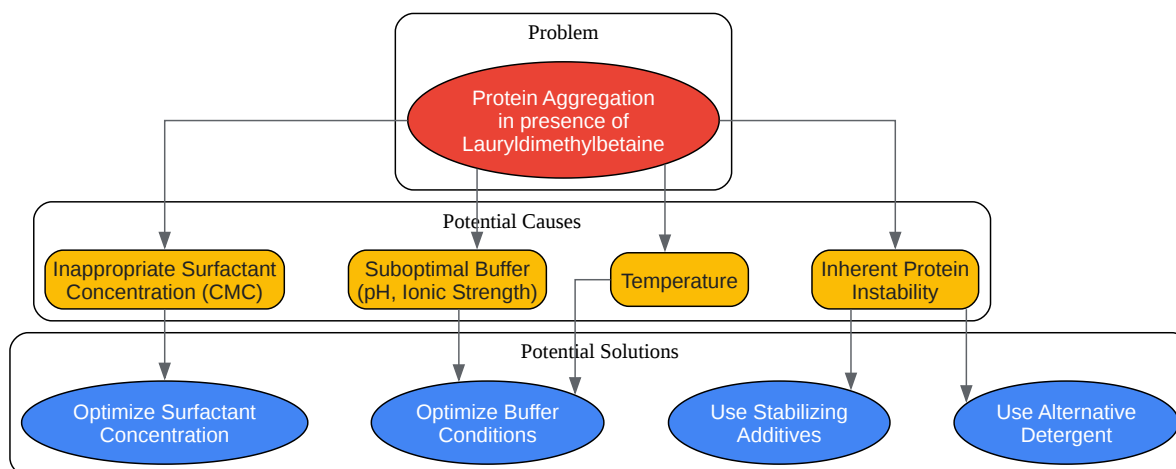 Problem
Protein Aggregation
in presence of
Lauryldimethylbetaine
Potential Causes
Inappropriate Surfactant
Concentration (CMC)
Suboptimal Buffer
(pH, Ionic Strength)
Temperature
Inherent Protein
Instability
Potential Solutions
Optimize Surfactant
Concentration
Optimize Buffer
Conditions
Use Stabilizing
Additives
Use Alternative
Detergent